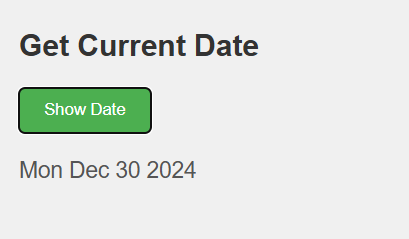 Get Current Date
Show Date
Mon Dec 30 2024